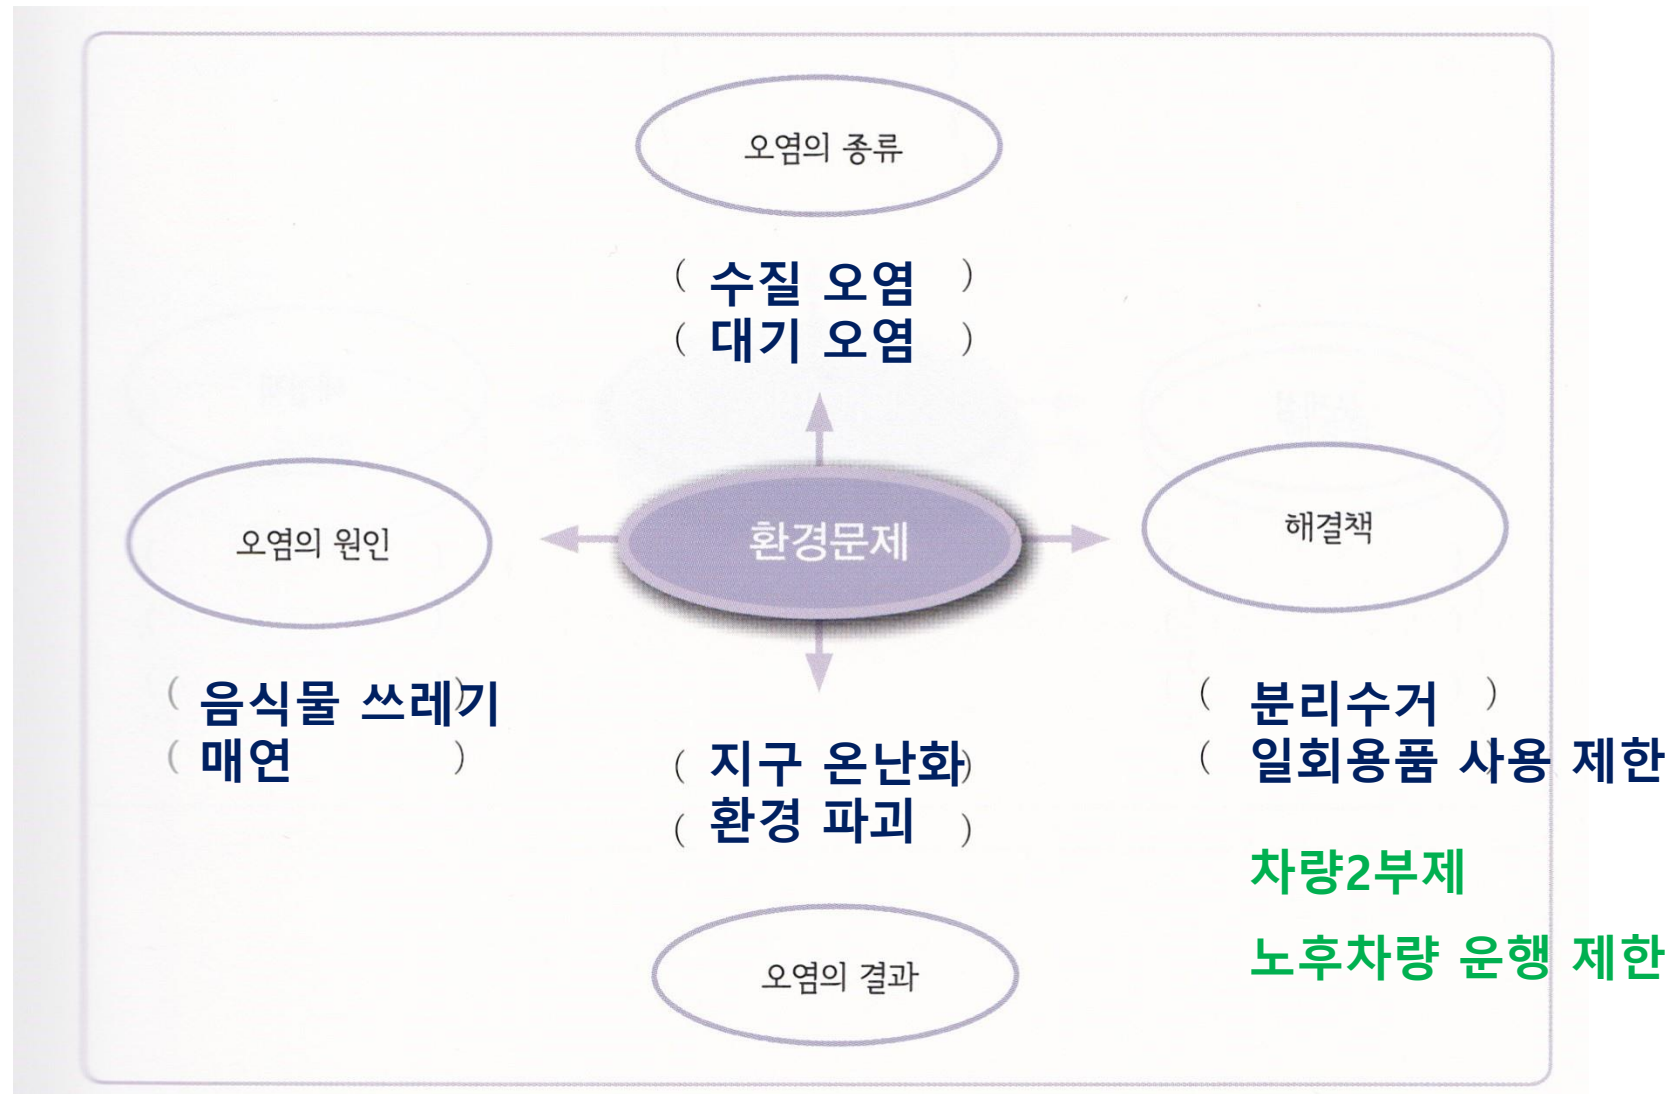 오염의 종류
( 수질 오염 )
( 대기 오염 )
환경문제
오염의 원인
( 음식물 쓰레기 )
( 매연 )
해결책
( 분리수거 )
( 일회용품 사용 제한 )
차량2부제
노후차량 운행 제한
( 지구 온난화 )
( 환경 파괴 )
오염의 결과